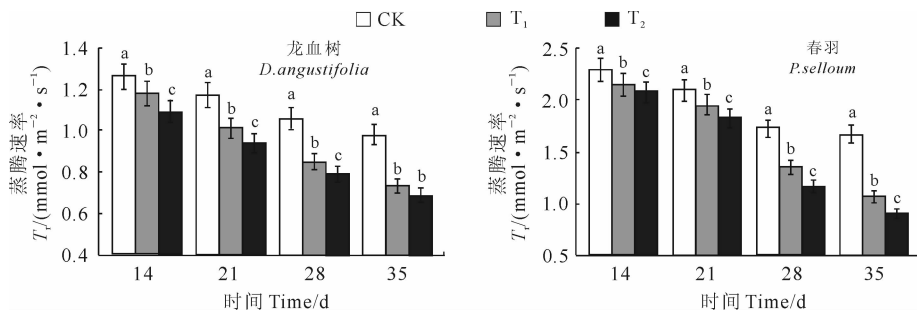 CK T₁ T₂
龙血树
D.angustifolia
蒸腾速率
Tᵣ/(mmol·m⁻²·s⁻¹)
1.4
1.2
1.0
0.8
0.6
0.4
a b c a b c a b c a b c
14 21 28 35
时间 Time/d
春羽
P.selloum
蒸腾速率
Tᵣ/(mmol·m⁻²·s⁻¹)
2.5
2.0
1.5
1.0
0.5
a b c a b c a b c a b c
14 21 28 35
时间 Time/d